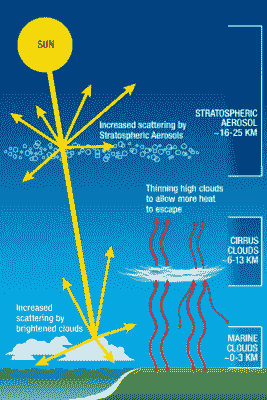 SUN
STRATOSPHERIC
AEROSOL
~16-25 KM
Increased scattering by
Stratospheric Aerosols
Thinning high clouds
to allow more heat
to escape
CIRRUS
CLOUDS
~6-13 KM
Increased
scattering by
brightened clouds
MARINE
CLOUDS
~0-3 KM